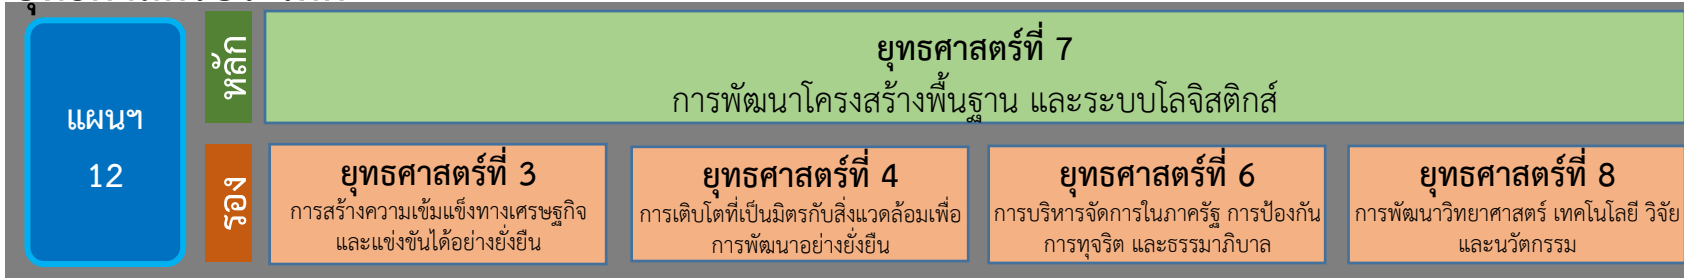 แผนฯ
12
หลัก
ยุทธศาสตร์ที่ 7
การพัฒนาโครงสร้างพื้นฐาน และระบบโลจิสติกส์
รอง
ยุทธศาสตร์ที่ 3
การสร้างความเข้มแข็งทางเศรษฐกิจ
และแข่งขันได้อย่างยั่งยืน
ยุทธศาสตร์ที่ 4
การเติบโตที่เป็นมิตรกับสิ่งแวดล้อมเพื่อ
การพัฒนาอย่างยั่งยืน
ยุทธศาสตร์ที่ 6
การบริหารจัดการในภาครัฐ การป้องกัน
การทุจริต และธรรมาภิบาล
ยุทธศาสตร์ที่ 8
การพัฒนาวิทยาศาสตร์ เทคโนโลยี วิจัย
และนวัตกรรม